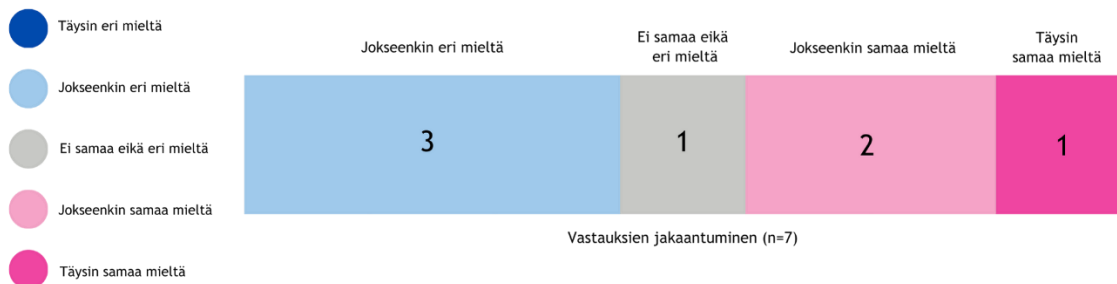 Täysin eri mieltä
Jokseenkin eri mieltä
Ei samaa eikä eri mieltä
Jokseenkin samaa mieltä
Täysin samaa mieltä
Jokseenkin eri mieltä
Ei samaa eikä
eri mieltä
Jokseenkin samaa mieltä
Täysin
samaa mieltä
3
1
2
1
Vastauksien jakaantuminen (n=7)